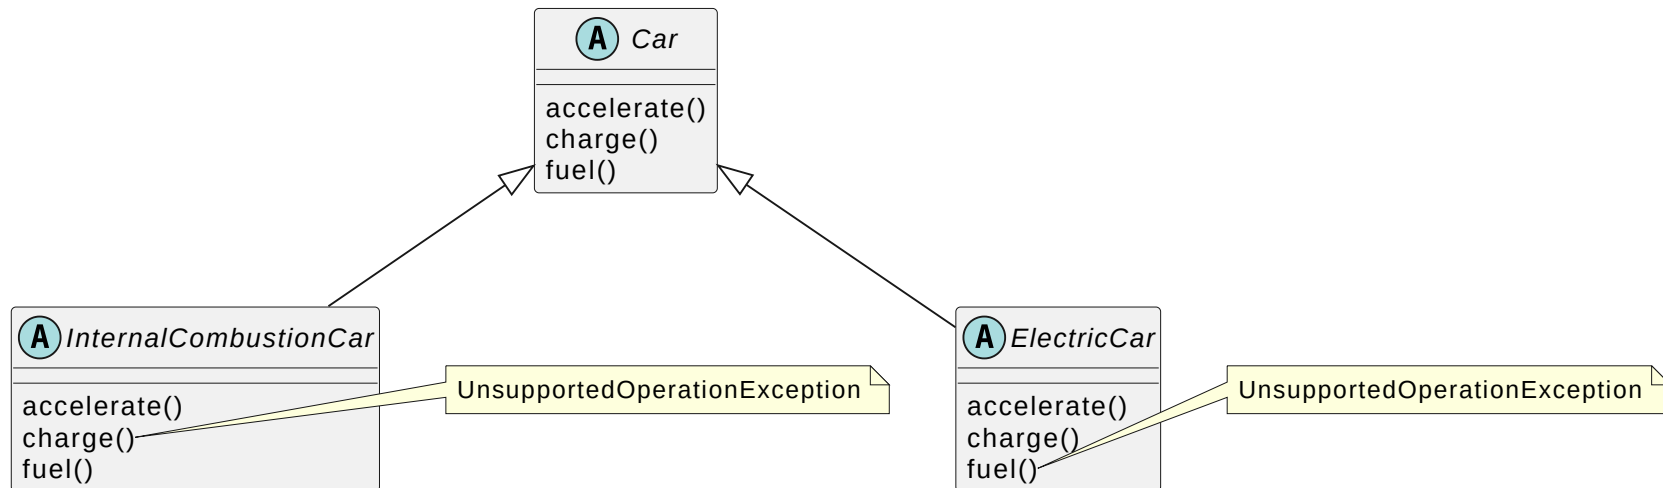 A Car
accelerate()
charge()
fuel()
A InternalCombustionCar
accelerate()
charge()
fuel()
UnsupportedOperationException
A ElectricCar
accelerate()
charge()
fuel()
UnsupportedOperationException